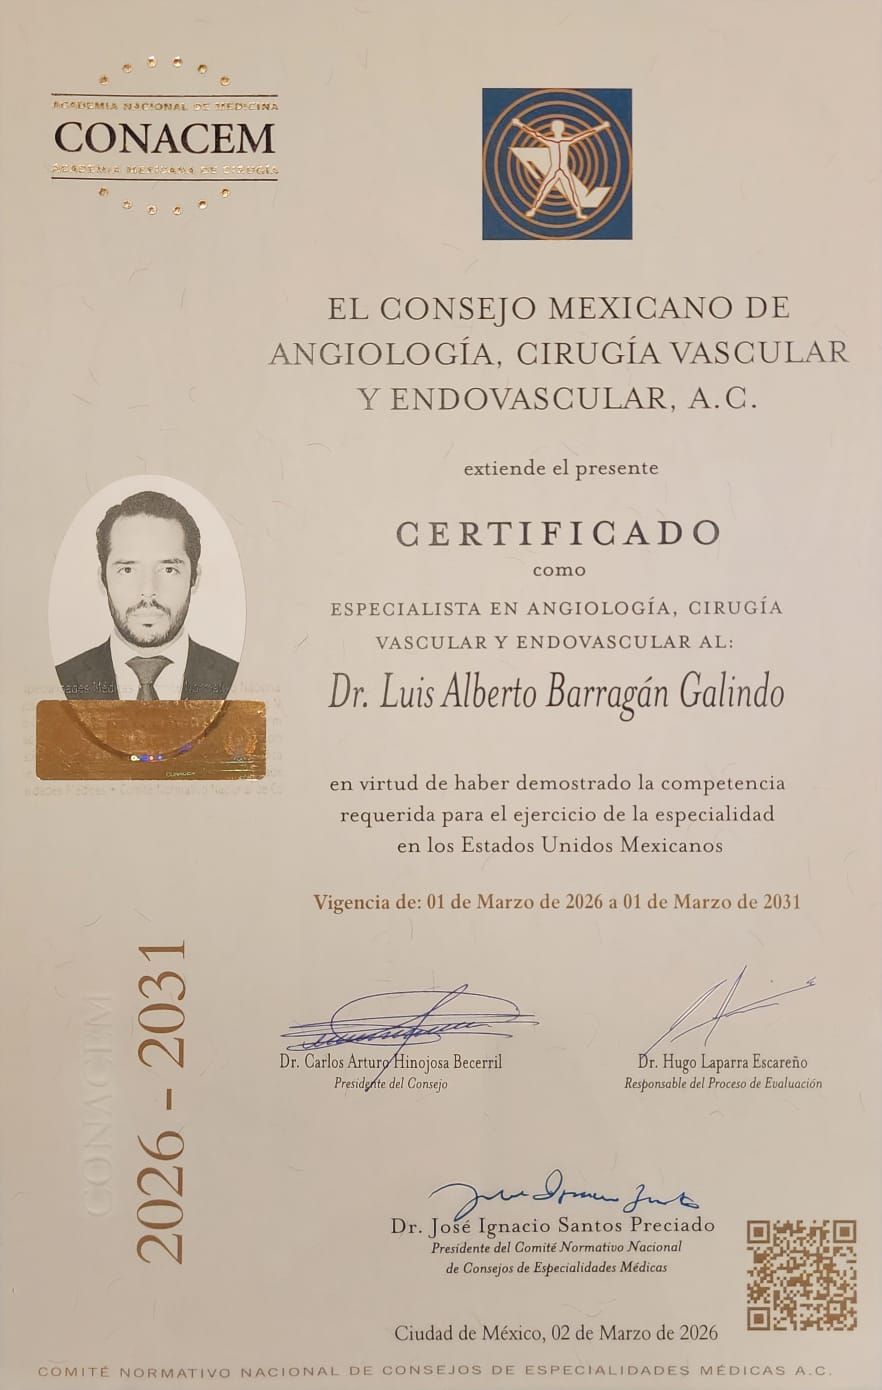 ACADEMIA NACIONAL DE MEDICINA
CONACEM
ACADEMIA MEXICANA DE CIRUGÍA
EL CONSEJO MEXICANO DE
ANGIOLOGÍA, CIRUGÍA VASCULAR
Y ENDOVASCULAR, A.C.
extiende el presente
CERTIFICADO
como
ESPECIALISTA EN ANGIOLOGÍA, CIRUGÍA
VASCULAR Y ENDOVASCULAR AL:
Dr. Luis Alberto Barragán Galindo
en virtud de haber demostrado la competencia
requerida para el ejercicio de la especialidad
en los Estados Unidos Mexicanos
Vigencia de: 01 de Marzo de 2026 a 01 de Marzo de 2031
CONACEM
2026 - 2031
Dr. Carlos Arturo Hinojosa Becerril
Presidente del Consejo
Dr. Hugo Laparra Escareño
Responsable del Proceso de Evaluación
Dr. José Ignacio Santos Preciado
Presidente del Comité Normativo Nacional
de Consejos de Especialidades Médicas
Ciudad de México, 02 de Marzo de 2026
COMITÉ NORMATIVO NACIONAL DE CONSEJOS DE ESPECIALIDADES MÉDICAS A.C.